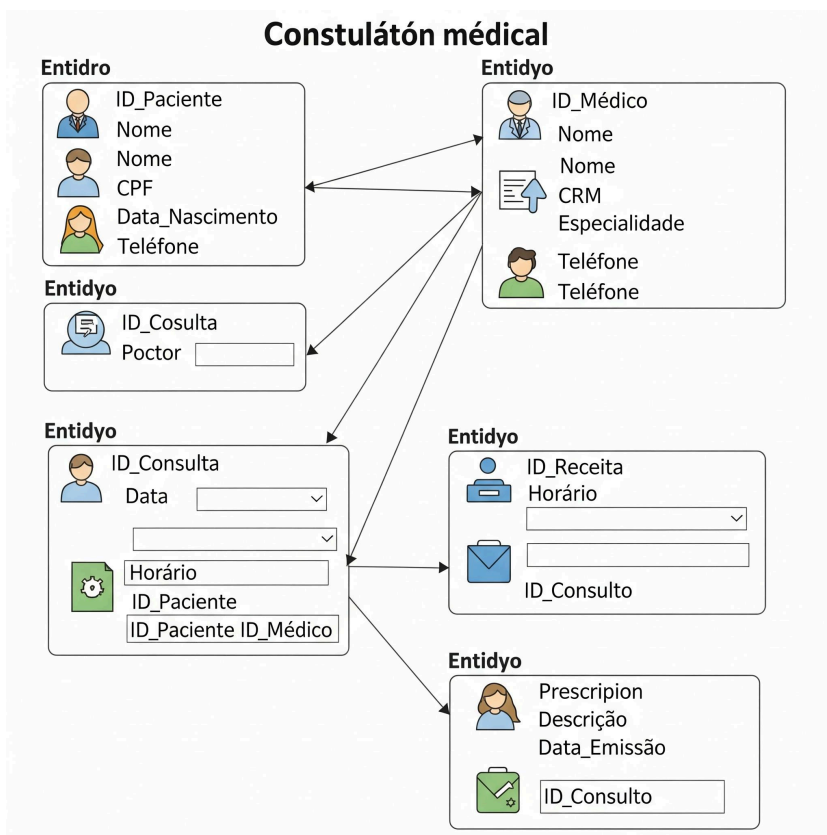 Constulátón médical
Entidro
ID_Paciente
Nome
Nome
CPF
Data_Nascimento
Teléfone
Entidyo
ID_Médico
Nome
Nome
CRM
Especialidade
Teléfone
Teléfone
Entidyo
ID_Cosulta
Poctor
Entidyo
ID_Consulta
Data
Horário
ID_Paciente
ID_Paciente ID_Médico
Entidyo
ID_Receita
Horário
ID_Consulto
Entidyo
Prescripion
Descrição
Data_Emissão
ID_Consulto